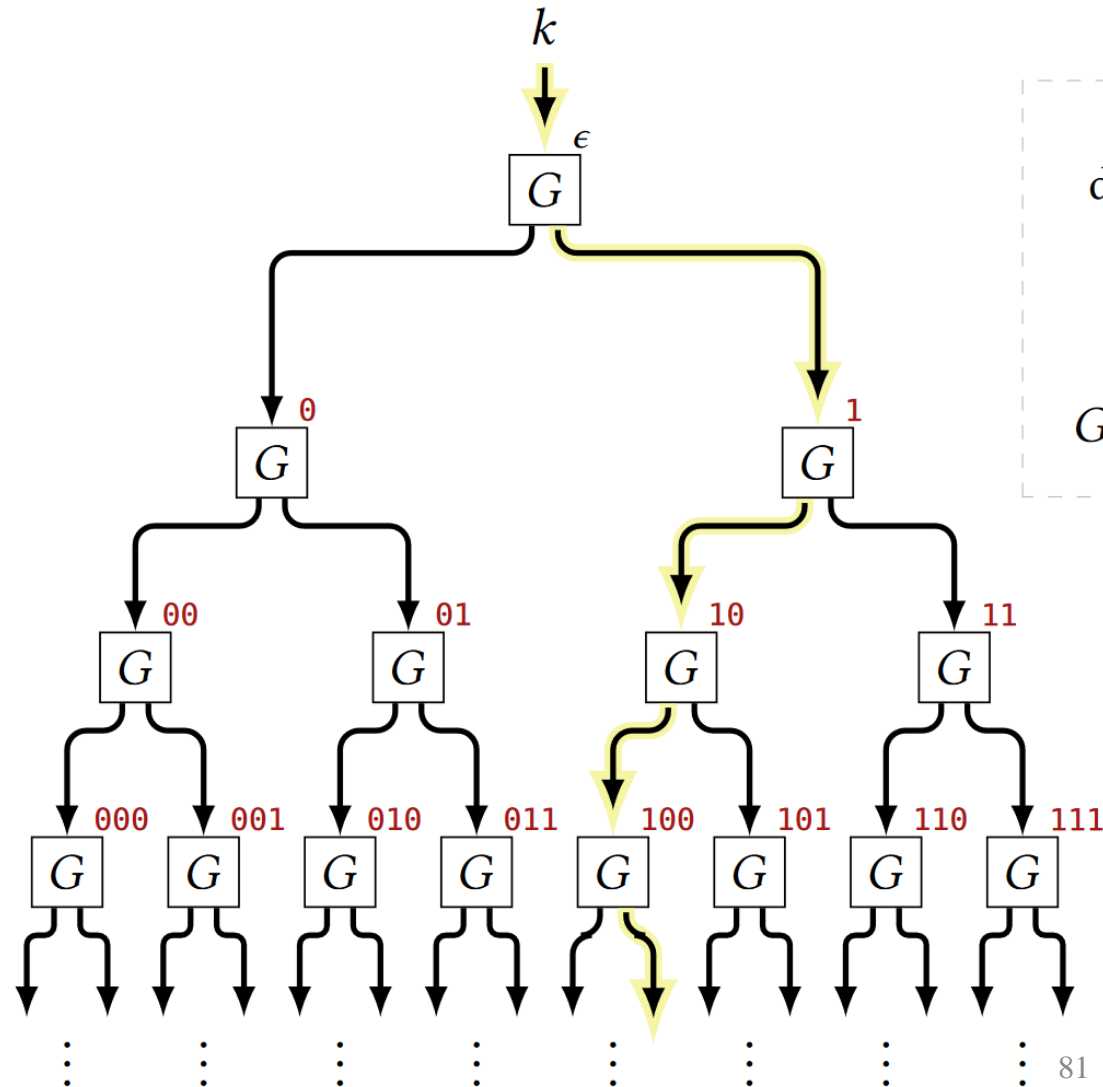 k
ϵ
G
d
0 1
G G G
00 01 10 11
G G G G
000 001 010 011 100 101 110 111
G G G G G G G G
⋮ ⋮ ⋮ ⋮ ⋮ ⋮ ⋮ ⋮ 81